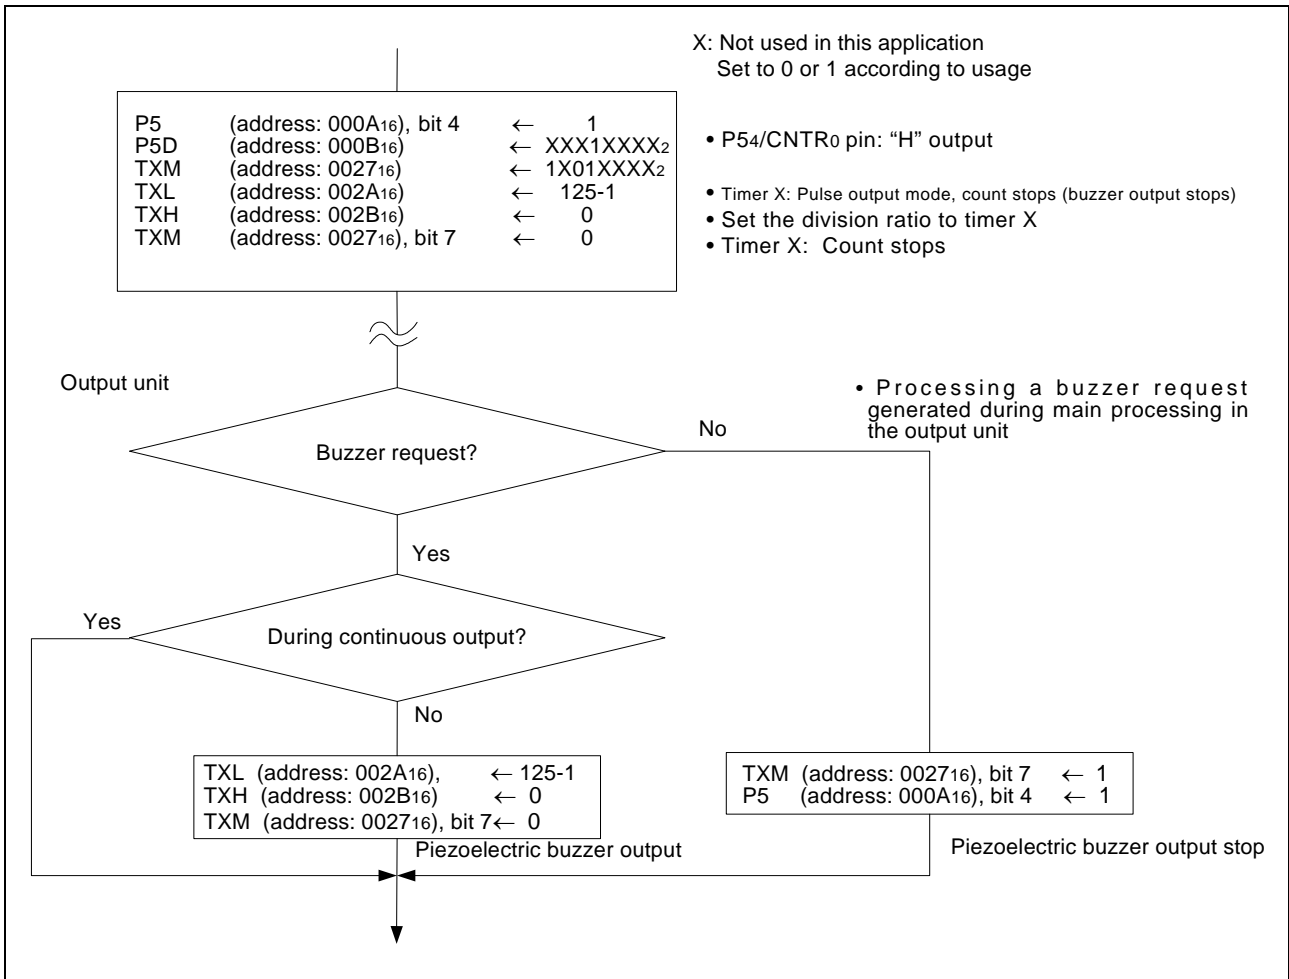 X: Not used in this application
Set to 0 or 1 according to usage
P5 (address: 000A16), bit 4 ← 1
P5D (address: 000B16) ← XXX1XXXX2
TXM (address: 002716) ← 1X01XXXX2
TXL (address: 002A16) ← 125-1
TXH (address: 002B16) ← 0
TXM (address: 002716), bit 7 ← 0
• P54/CNTR0 pin: “H” output
• Timer X: Pulse output mode, count stops (buzzer output stops)
• Set the division ratio to timer X
• Timer X: Count stops
Output unit
• Processing a buzzer request
generated during main processing in
the output unit
Buzzer request?
No
Yes
During continuous output?
Yes
No
TXL (address: 002A16), ← 125-1
TXH (address: 002B16) ← 0
TXM (address: 002716), bit 7 ← 0
Piezoelectric buzzer output
TXM (address: 002716), bit 7 ← 1
P5 (address: 000A16), bit 4 ← 1
Piezoelectric buzzer output stop